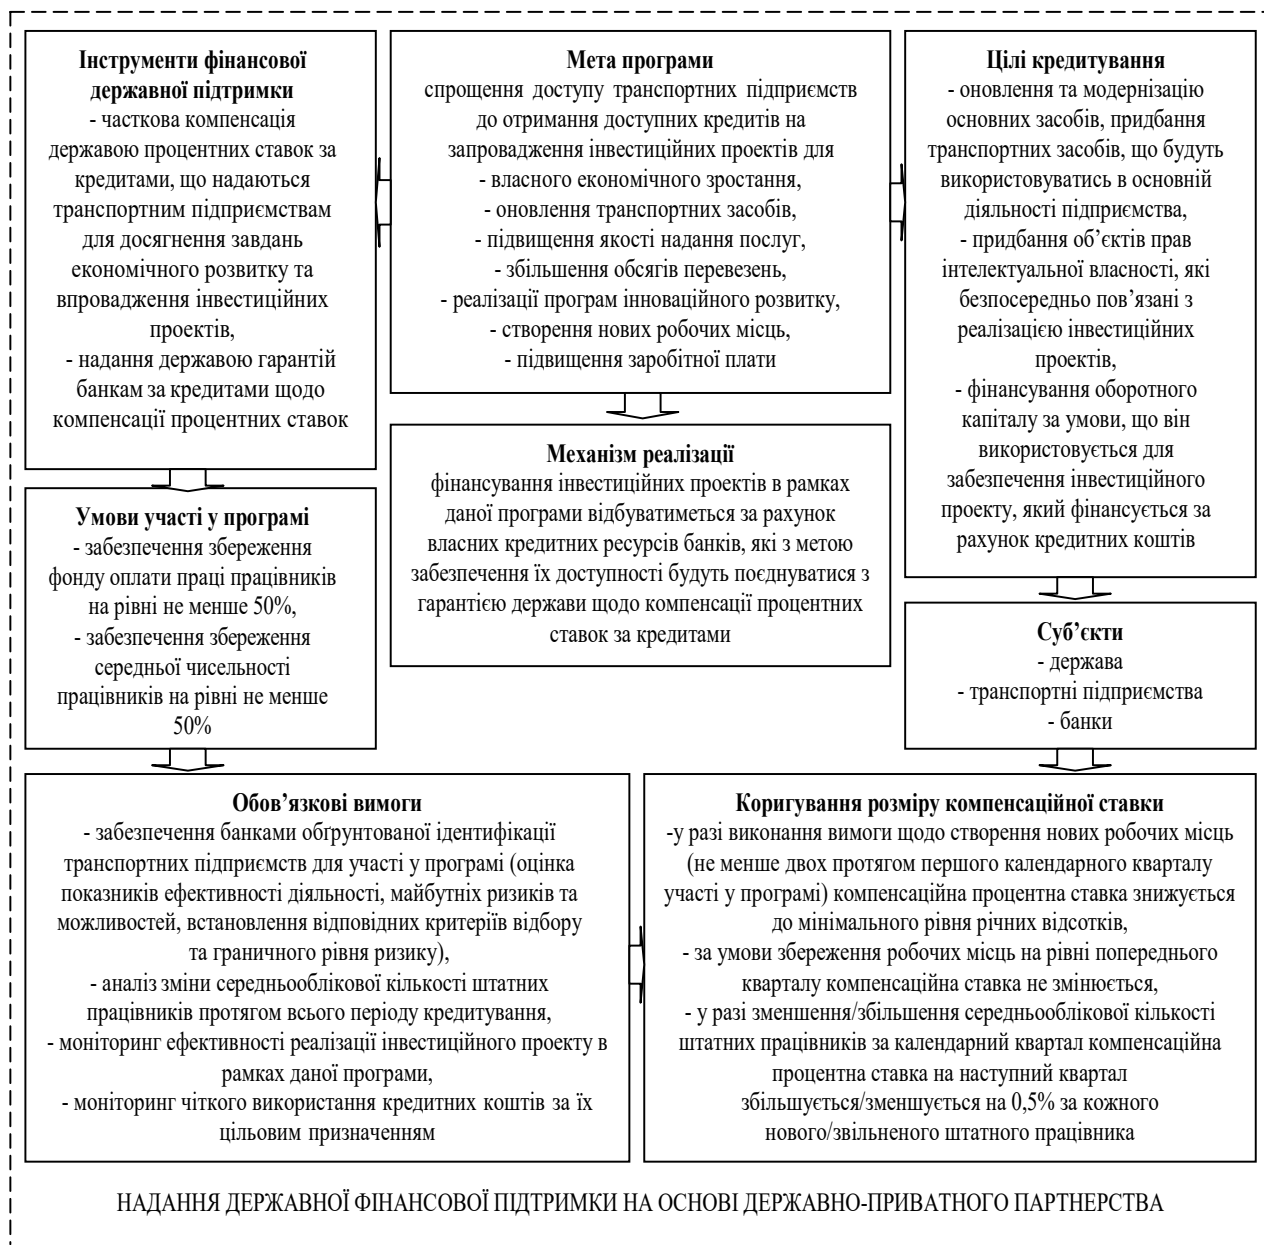 Інструменти фінансової
державної підтримки
- часткова компенсація
державою процентних ставок за
кредитами, що надаються
транспортним підприємствам
для досягнення завдань
економічного розвитку та
впровадження інвестиційних
проектів,
- надання державою гарантій
банкам за кредитами щодо
компенсації процентних ставок
Мета програми
спрощення доступу транспортних підприємств
до отримання доступних кредитів на
запровадження інвестиційних проектів для
- власного економічного зростання,
- оновлення транспортних засобів,
- підвищення якості надання послуг,
- збільшення обсягів перевезень,
- реалізації програм інноваційного розвитку,
- створення нових робочих місць,
- підвищення заробітної плати
Цілі кредитування
- оновлення та модернізацію
основних засобів, придбання
транспортних засобів, що будуть
використовуватись в основній
діяльності підприємства,
- придбання об’єктів прав
інтелектуальної власності, які
безпосередньо пов’язані з
реалізацією інвестиційних
проектів,
- фінансування оборотного
капіталу за умови, що він
використовується для
забезпечення інвестиційного
проекту, який фінансується за
рахунок кредитних коштів
Механізм реалізації
фінансування інвестиційних проектів в рамках
даної програми відбуватиметься за рахунок
власних кредитних ресурсів банків, які з метою
забезпечення їх доступності будуть поєднуватися з
гарантією держави щодо компенсації процентних
ставок за кредитами
Умови участі у програмі
- забезпечення збереження
фонду оплати праці працівників
на рівні не менше 50%,
- забезпечення збереження
середньої чисельності
працівників на рівні не менше
50%
Суб’єкти
- держава
- транспортні підприємства
- банки
Обов’язкові вимоги
- забезпечення банками обґрунтованої ідентифікації
транспортних підприємств для участі у програмі (оцінка
показників ефективності діяльності, майбутніх ризиків та
можливостей, встановлення відповідних критеріїв відбору
та граничного рівня ризику),
- аналіз зміни середньооблікової кількості штатних
працівників протягом всього періоду кредитування,
- моніторинг ефективності реалізації інвестиційного проекту в
рамках даної програми,
- моніторинг чіткого використання кредитних коштів за їх
цільовим призначенням
Коригування розміру компенсаційної ставки
-у разі виконання вимоги щодо створення нових робочих місць
(не менше двох протягом першого календарного кварталу
участі у програмі) компенсаційна процентна ставка знижується
до мінімального рівня річних відсотків,
- за умови збереження робочих місць на рівні попереднього
кварталу компенсаційна ставка не змінюється,
- у разі зменшення/збільшення середньооблікової кількості
штатних працівників за календарний квартал компенсаційна
процентна ставка на наступний квартал
збільшується/зменшується на 0,5% за кожного
нового/звільненого штатного працівника
НАДАННЯ ДЕРЖАВНОЇ ФІНАНСОВОЇ ПІДТРИМКИ НА ОСНОВІ ДЕРЖАВНО-ПРИВАТНОГО ПАРТНЕРСТВА